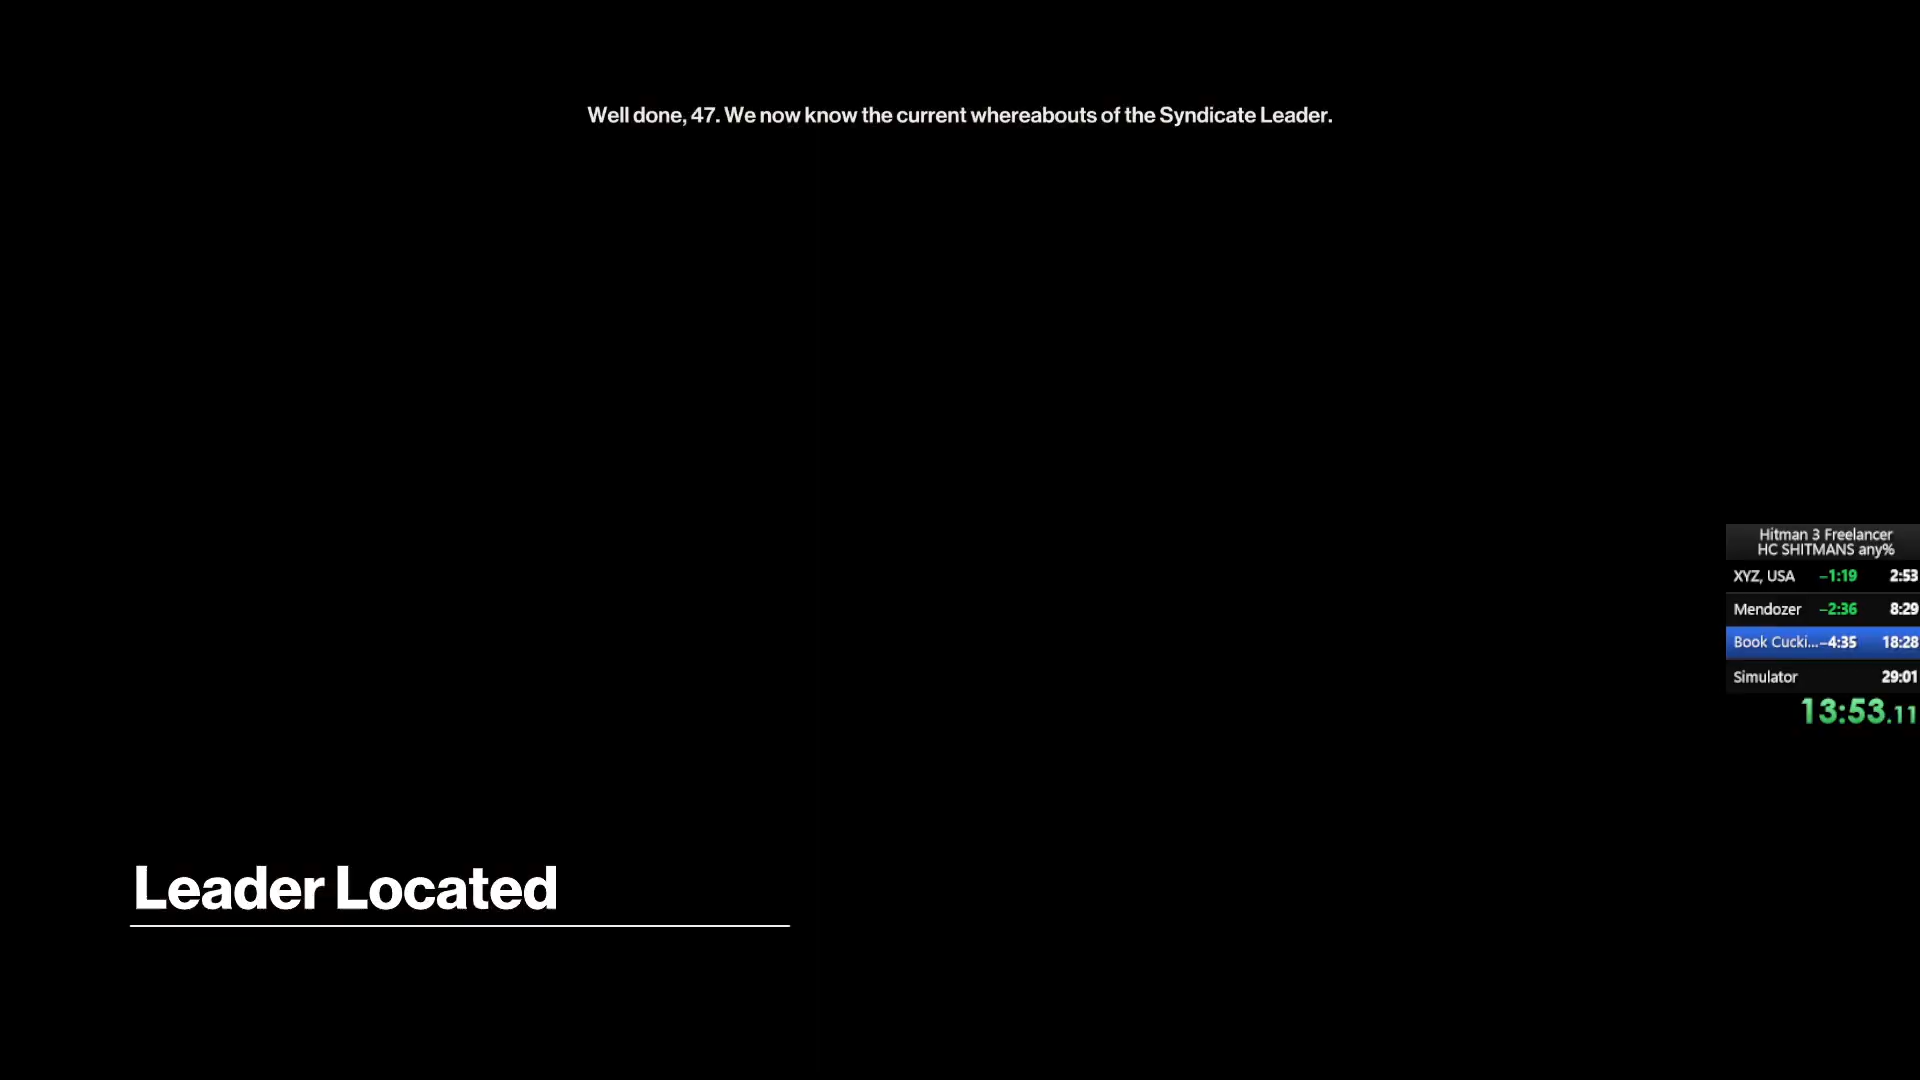 Well done, 47. We now know the current whereabouts of the Syndicate Leader.
Hitman 3 Freelancer
HC SHITMANS any%
XYZ, USA −1:19 2:53
Mendozer −2:36 8:29
Book Cucki...−4:35 18:28
Simulator 29:01
13:53.11
Leader Located